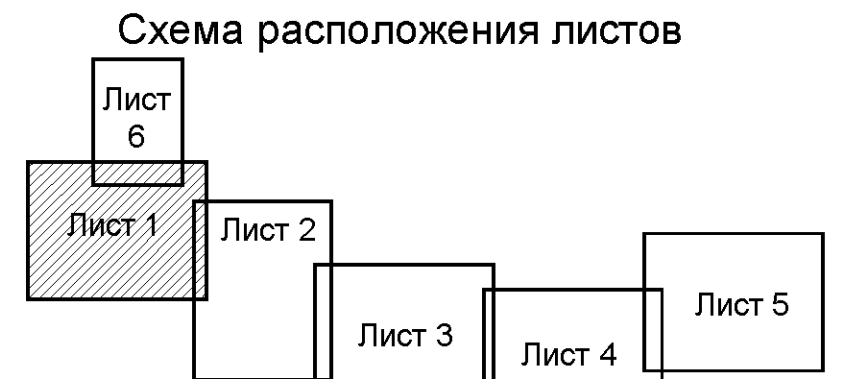 Схема расположения листов
Лист
6
Лист 1
Лист 2
Лист 3
Лист 4
Лист 5